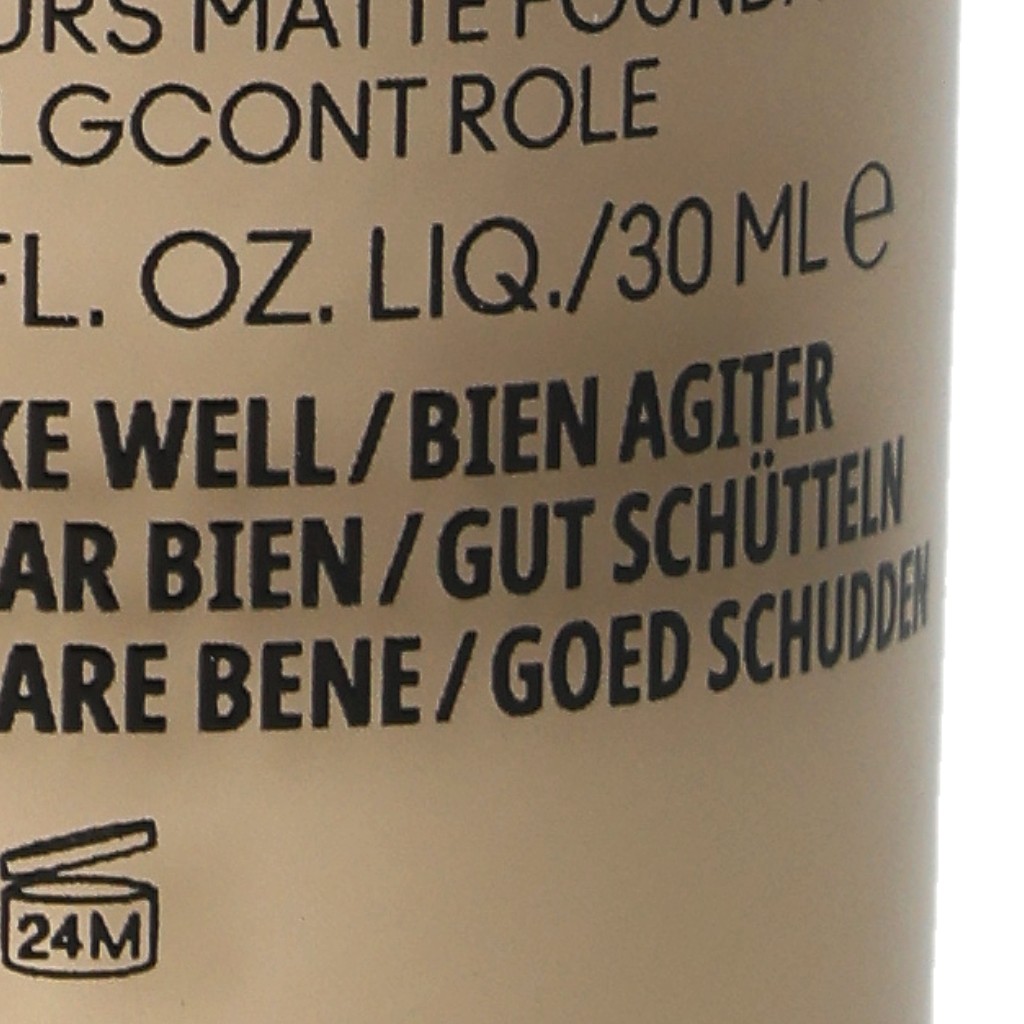 URS MATTE FOUNDA
LGCONT ROLE
FL. OZ. LIQ./30 ML e
KE WELL/BIEN AGITER
AR BIEN/GUT SCHÜTTELN
ARE BENE/GOED SCHUDDEN
24M